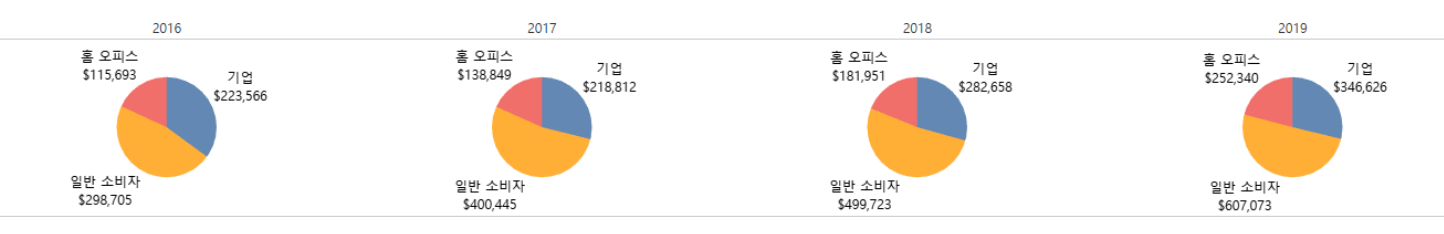 2016
홈 오피스
$115,693
기업
$223,566
일반 소비자
$298,705
2017
홈 오피스
$138,849
기업
$218,812
일반 소비자
$400,445
2018
홈 오피스
$181,951
기업
$282,658
일반 소비자
$499,723
2019
홈 오피스
$252,340
기업
$346,626
일반 소비자
$607,073